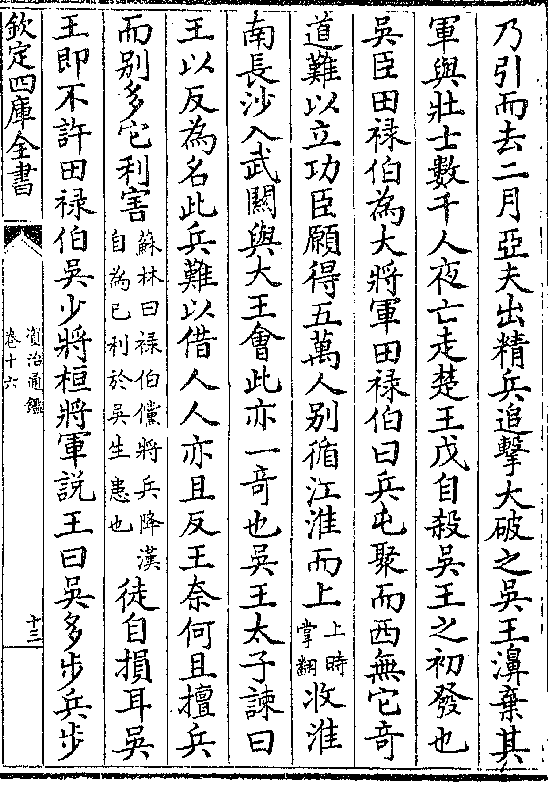 乃引而去二月亞夫出精兵追擊大破之吳王濞棄其
軍與壯士數千人夜亡走楚王戊自殺吳王之初發也
吳臣田祿伯為大將軍田祿伯曰兵屯聚而西無它奇
道難以立功臣願得五萬人别循江淮而上上時掌翻收淮
南長沙入武關與大王會此亦一奇也吳王太子諫曰
王以反為名此兵難以借人人亦且反王奈何且擅兵
而别多它利害蘇林曰祿伯儻將兵降漢自為己利於吳生患也徒自損耳吳
王即不許田祿伯吳少將桓將軍説王曰吳多步兵步
欽定四庫全書
資治通鑑
卷十六
十三